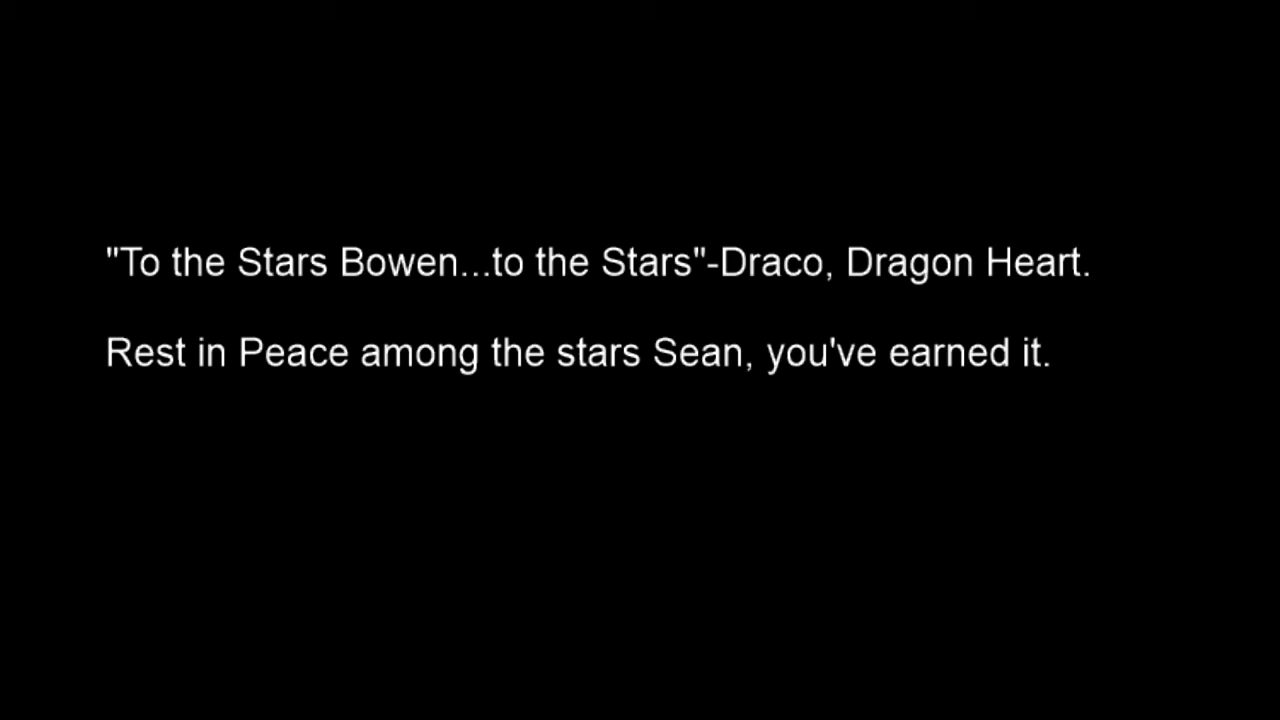 "To the Stars Bowen...to the Stars"-Draco, Dragon Heart.
Rest in Peace among the stars Sean, you've earned it.